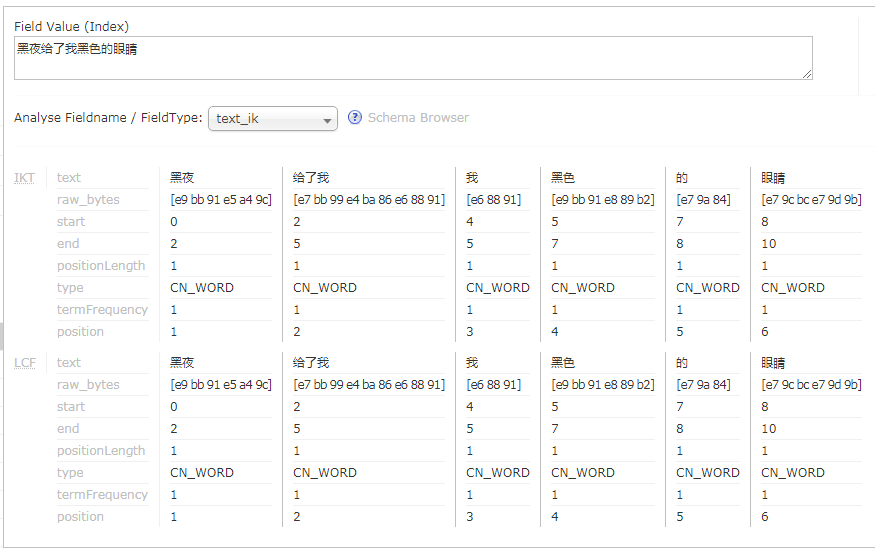 Field Value (Index)
黑夜给了我黑色的眼睛
Analyse Fieldname / FieldType: text_ik ? Schema Browser
IKT text 黑夜 给了我 我 黑色 的 眼睛
raw_bytes [e9 bb 91 e5 a4 9c] [e7 bb 99 e4 ba 86 e6 88 91] [e6 88 91] [e9 bb 91 e8 89 b2] [e7 9a 84] [e7 9c bc e7 9d 9b]
start 0 2 4 5 7 8
end 2 5 5 7 8 10
positionLength 1 1 1 1 1 1
type CN_WORD CN_WORD CN_WORD CN_WORD CN_WORD CN_WORD
termFrequency 1 1 1 1 1 1
position 1 2 3 4 5 6
LCF text 黑夜 给了我 我 黑色 的 眼睛
raw_bytes [e9 bb 91 e5 a4 9c] [e7 bb 99 e4 ba 86 e6 88 91] [e6 88 91] [e9 bb 91 e8 89 b2] [e7 9a 84] [e7 9c bc e7 9d 9b]
start 0 2 4 5 7 8
end 2 5 5 7 8 10
positionLength 1 1 1 1 1 1
type CN_WORD CN_WORD CN_WORD CN_WORD CN_WORD CN_WORD
termFrequency 1 1 1 1 1 1
position 1 2 3 4 5 6